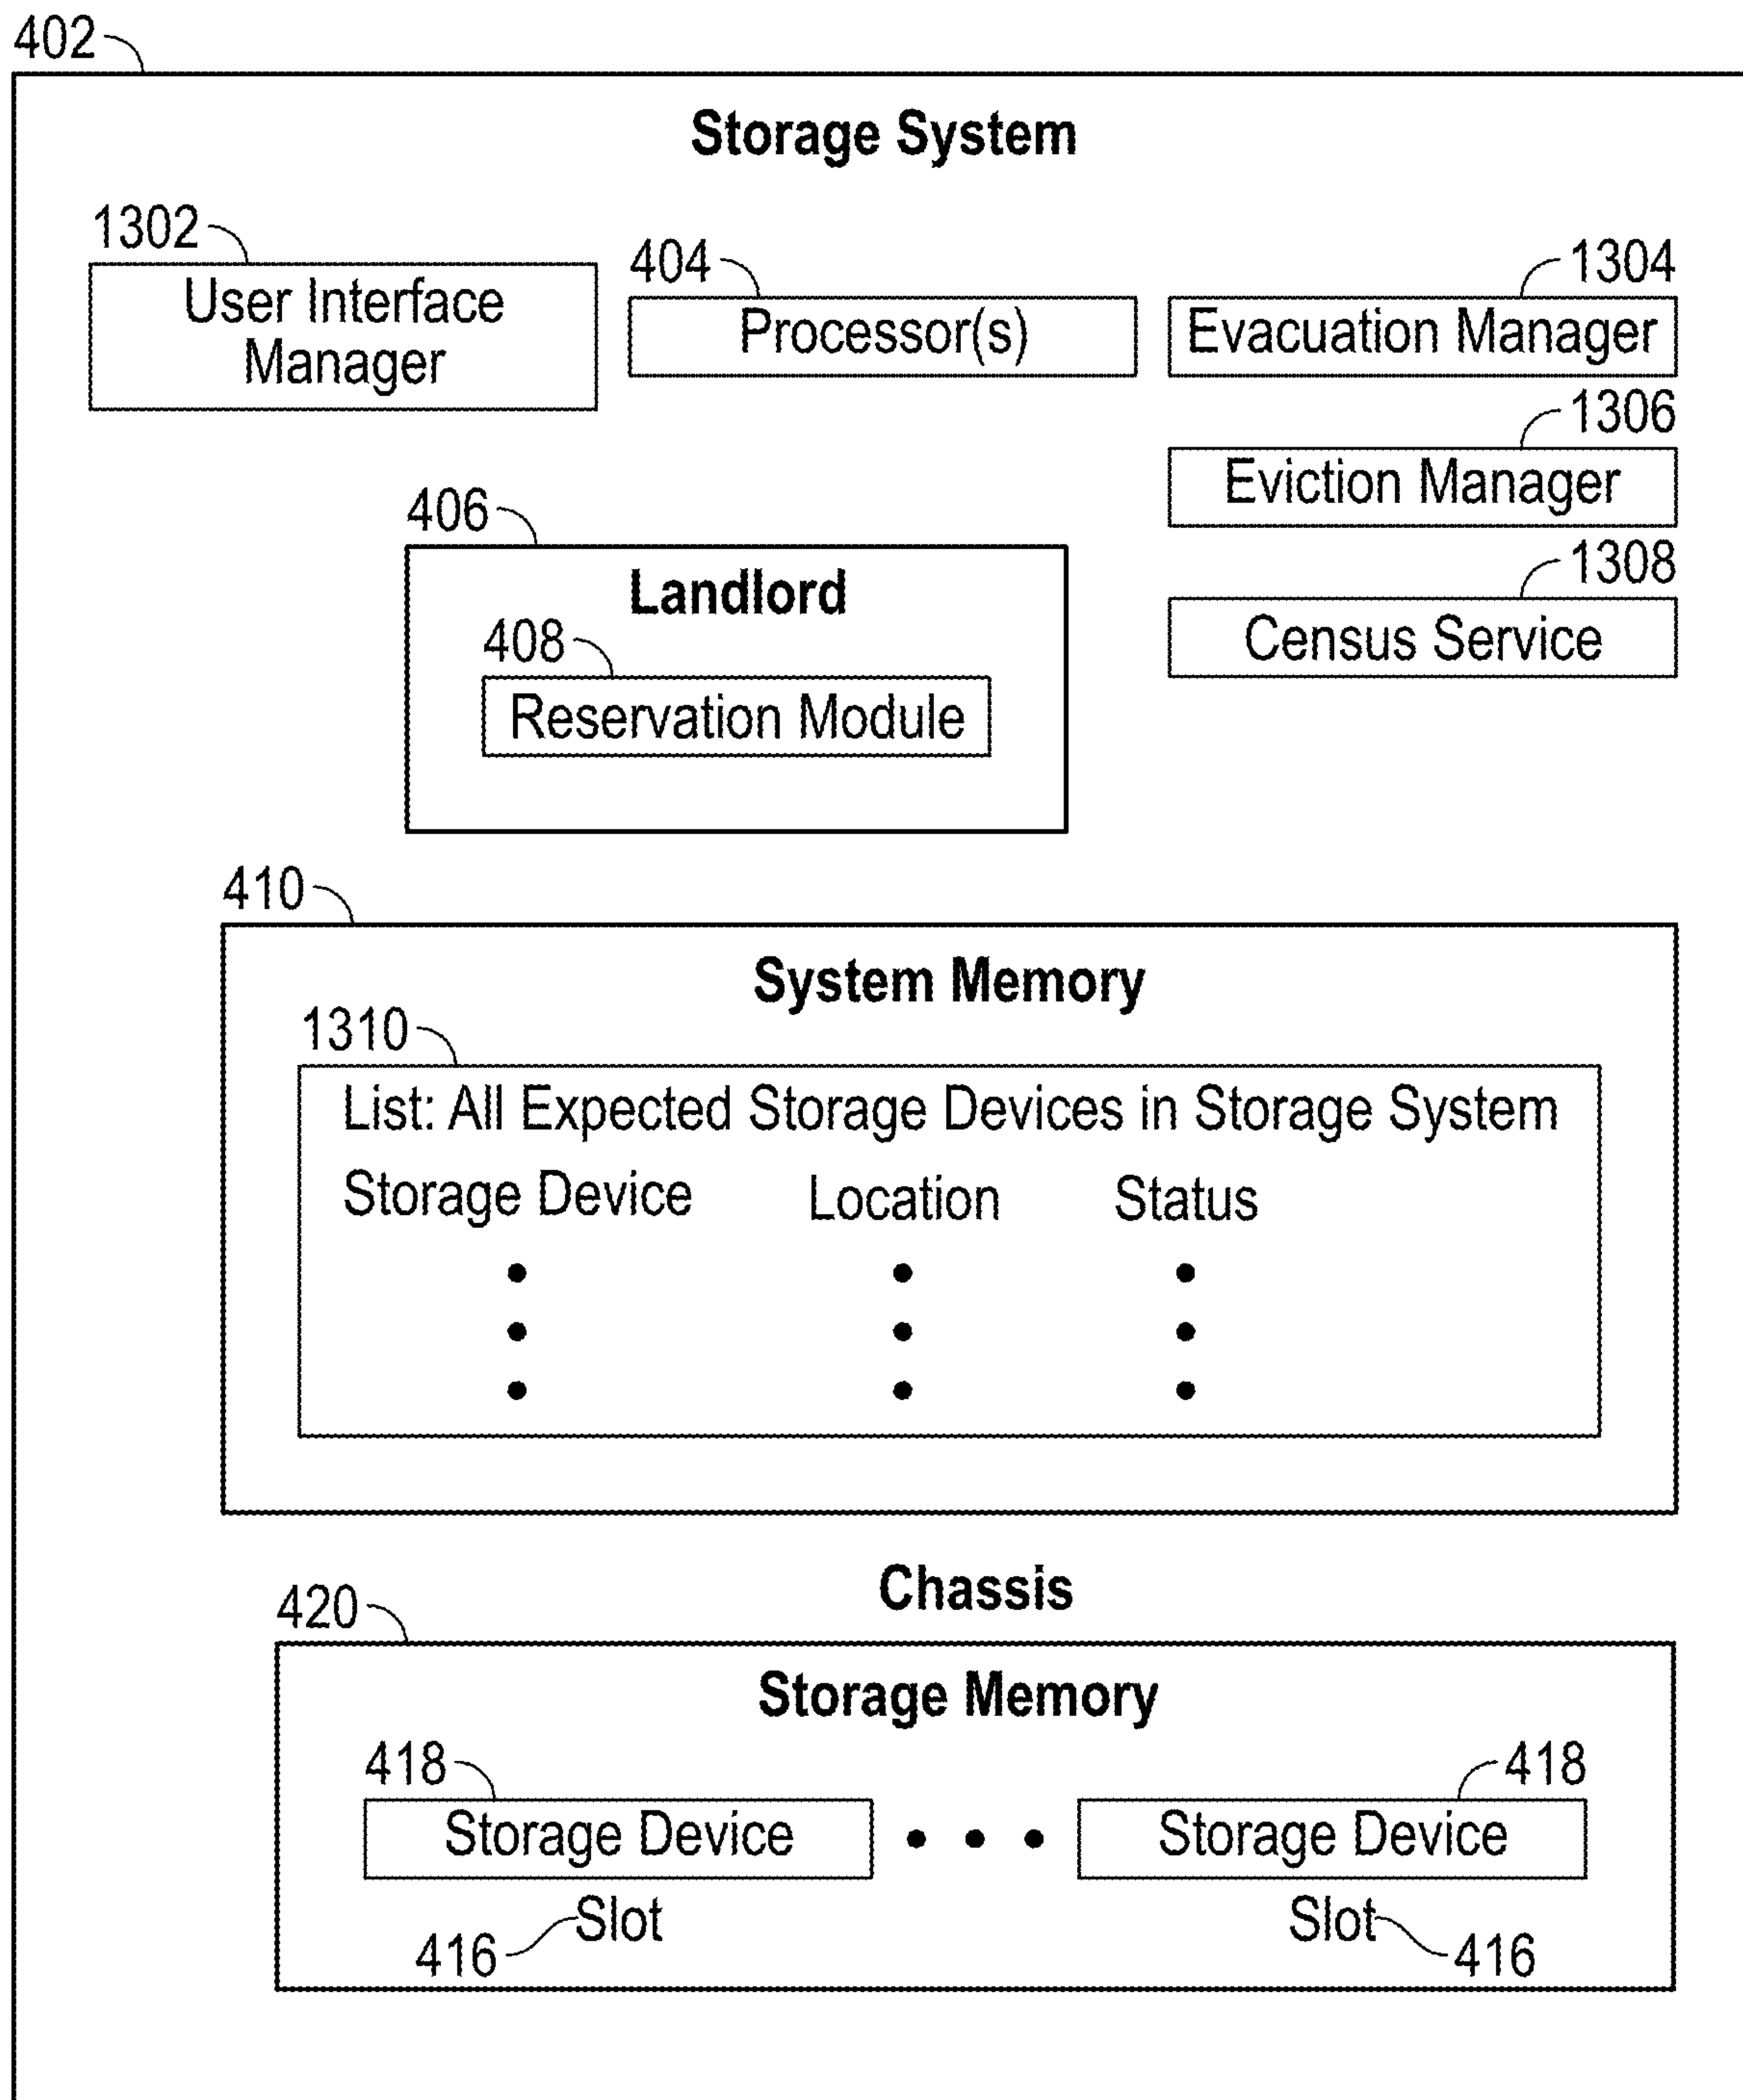 402
Storage System
1302
404
1304
User Interface
Manager
Processor(s)
Evacuation Manager
1306
Eviction Manager
406
1308
Landlord
Census Service
408
Reservation Module
410
System Memory
1310
List: All Expected Storage Devices in Storage System
Storage Device Location Status
Chassis
420
Storage Memory
418 418
Storage Device Storage Device
Slot Slot
416 416